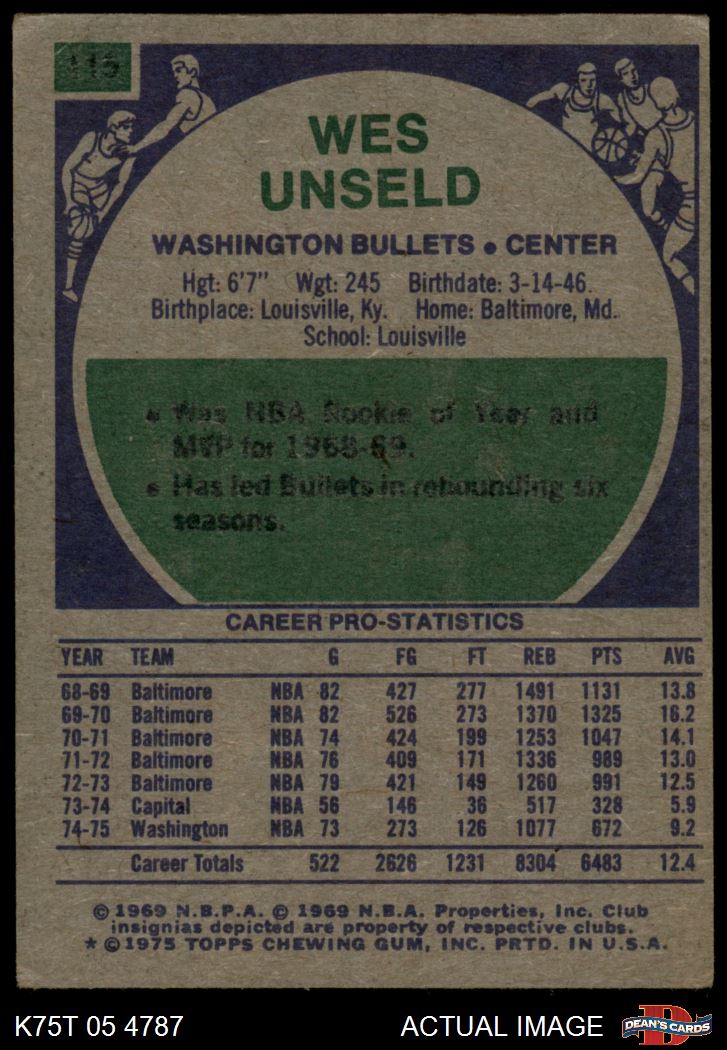 115
WES
UNSELD
WASHINGTON BULLETS • CENTER
Hgt: 6'7" Wgt: 245 Birthdate: 3-14-46.
Birthplace: Louisville, Ky. Home: Baltimore, Md.
School: Louisville
• Was NBA Rookie of Year and
MVP for 1968-69.
• Has led Bullets in rebounding six
seasons.
CAREER PRO-STATISTICS
YEAR TEAM G FG FT REB PTS AVG
68-69 Baltimore NBA 82 427 277 1491 1131 13.8
69-70 Baltimore NBA 82 526 273 1370 1325 16.2
70-71 Baltimore NBA 74 424 199 1253 1047 14.1
71-72 Baltimore NBA 76 409 171 1336 989 13.0
72-73 Baltimore NBA 79 421 149 1260 991 12.5
73-74 Capital NBA 56 146 36 517 328 5.9
74-75 Washington NBA 73 273 126 1077 672 9.2
Career Totals 522 2626 1231 8304 6483 12.4
© 1969 N.B.P.A. © 1969 N.B.A. Properties, Inc. Club
insignias depicted are property of respective clubs.
* © 1975 TOPPS CHEWING GUM, INC. PRTD. IN U.S.A.
K75T 05 4787 ACTUAL IMAGE
D
DEAN'S CARDS